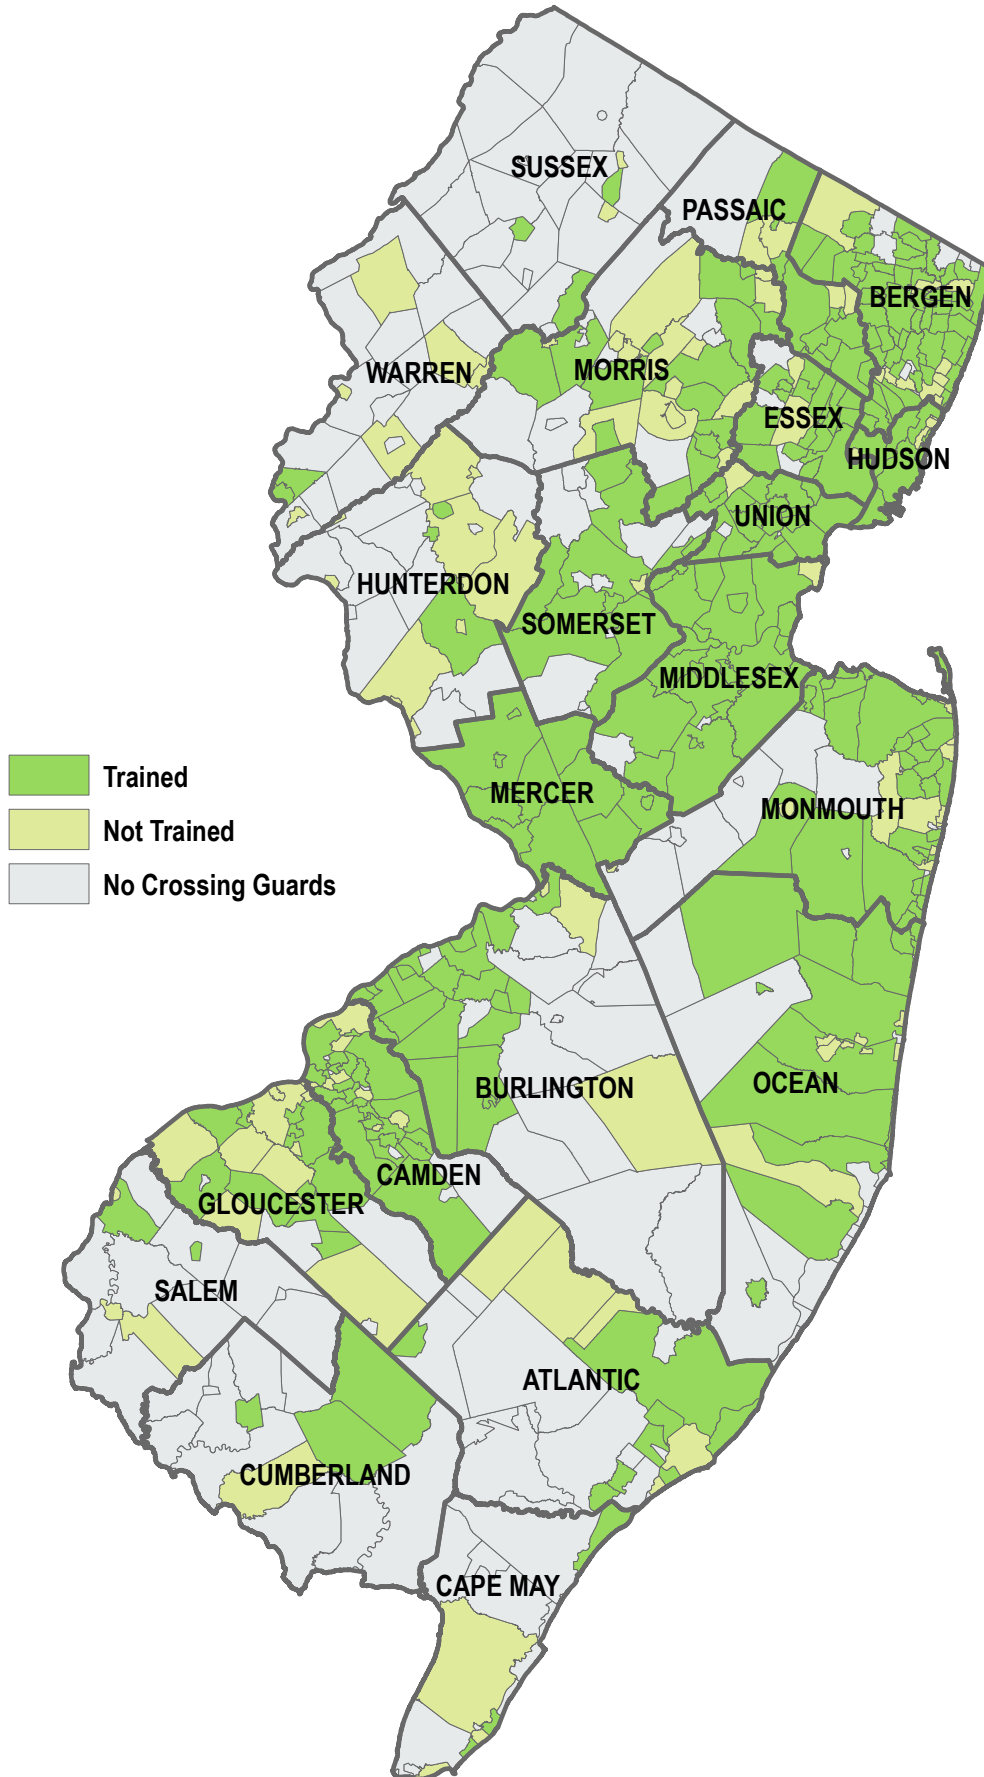 SUSSEX
PASSAIC
BERGEN
WARREN
MORRIS
ESSEX
HUDSON
UNION
HUNTERDON
SOMERSET
MIDDLESEX
Trained
MERCER
MONMOUTH
Not Trained
No Crossing Guards
OCEAN
BURLINGTON
CAMDEN
GLOUCESTER
SALEM
ATLANTIC
CUMBERLAND
CAPE MAY